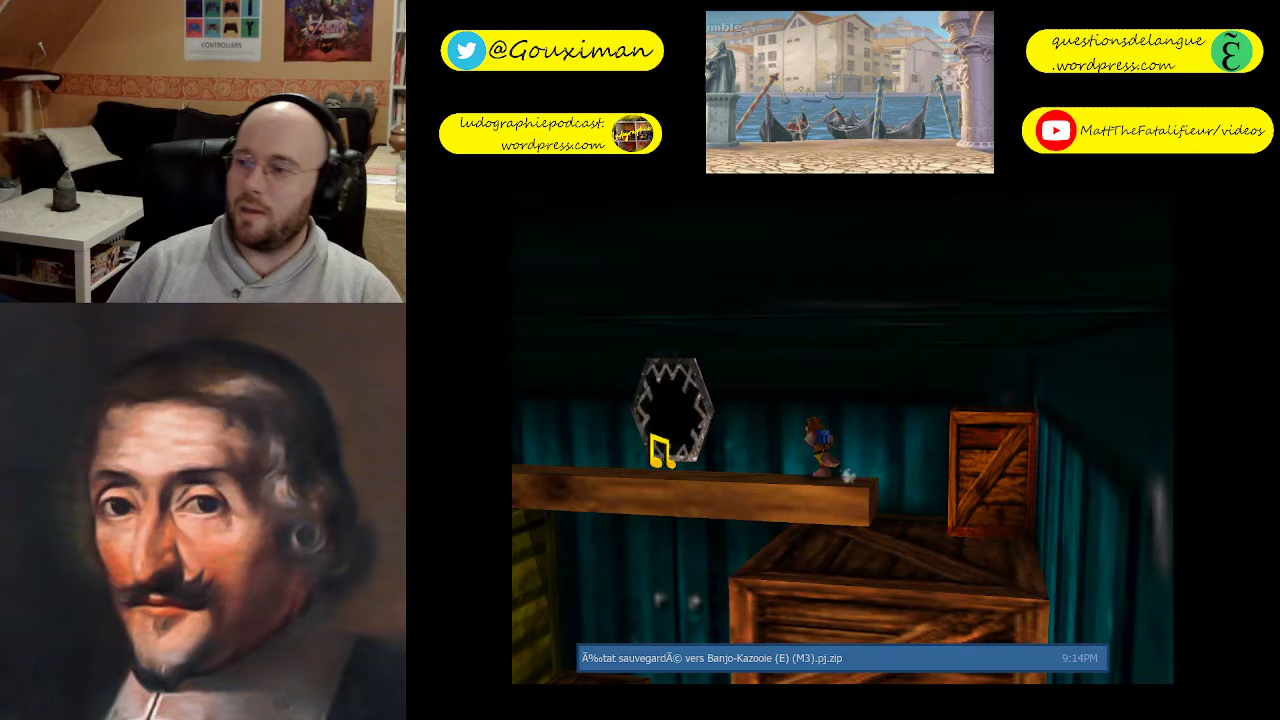 CONTROLLERS
@Gouximan
ludographiepodcast.
wordpress.com
mble
questionsdelangue
.wordpress.com
MattTheFatalifieur/videos
Ã‰tat sauvegardÃ© vers Banjo-Kazooie (E) (M3).pj.zip
9:14PM